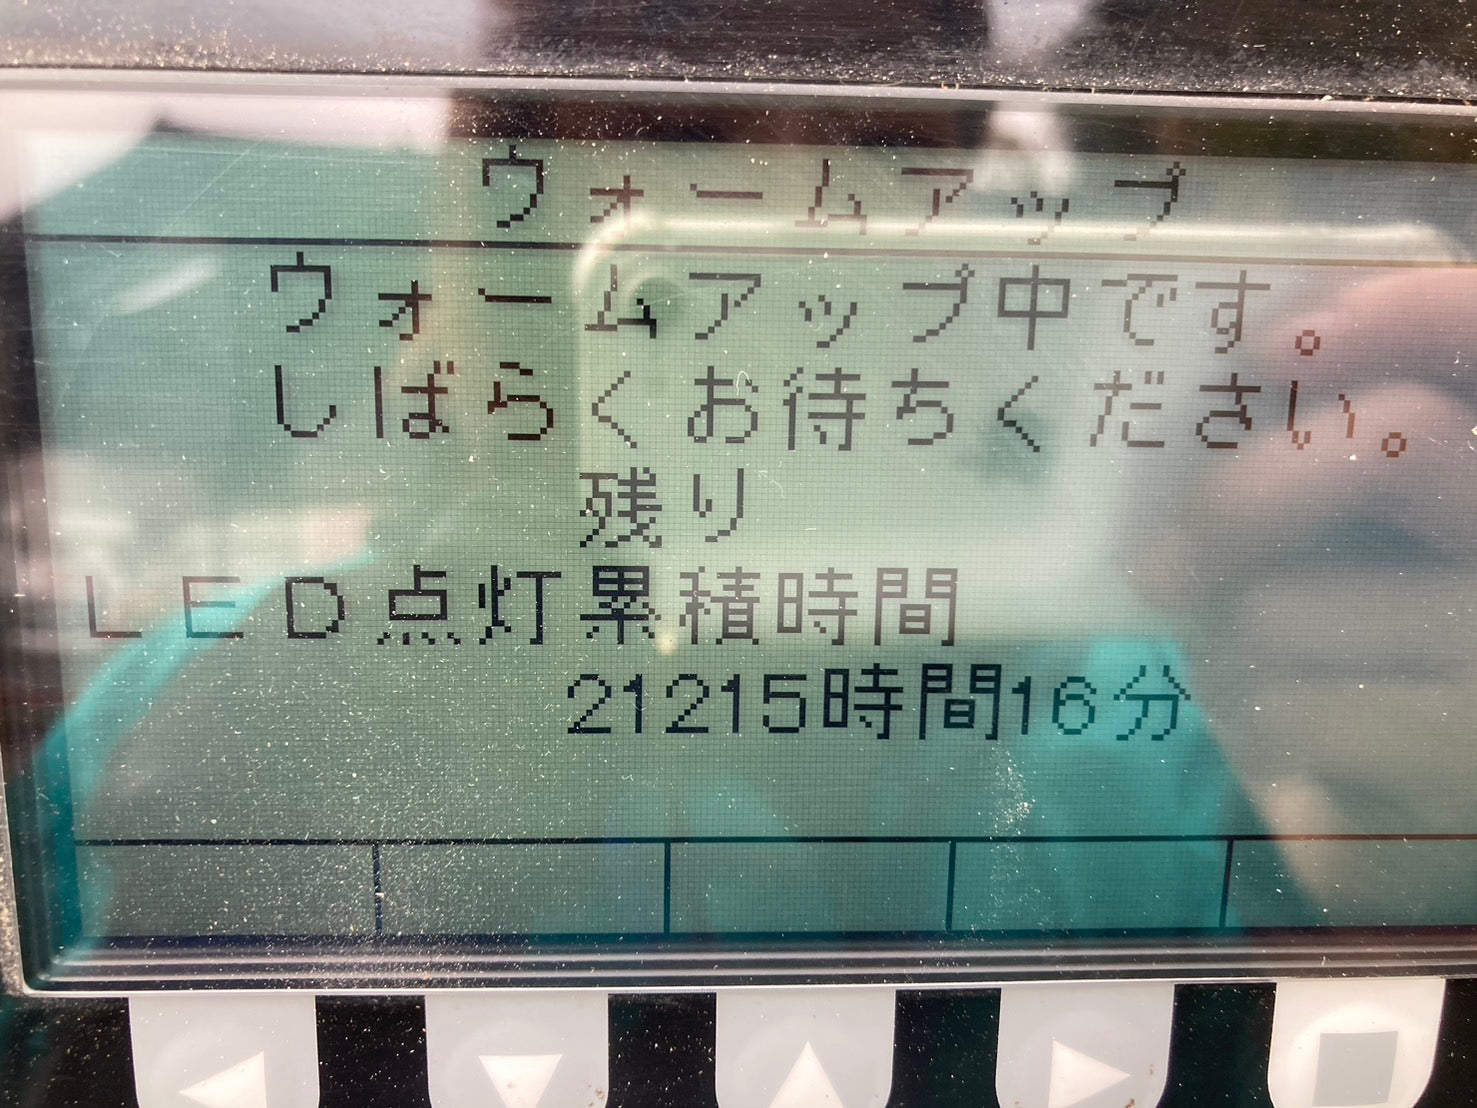 ウォームアップ
ウォームアップ中です。
しばらくお待ちください。
残り
LED点灯累積時間
21215時間16分